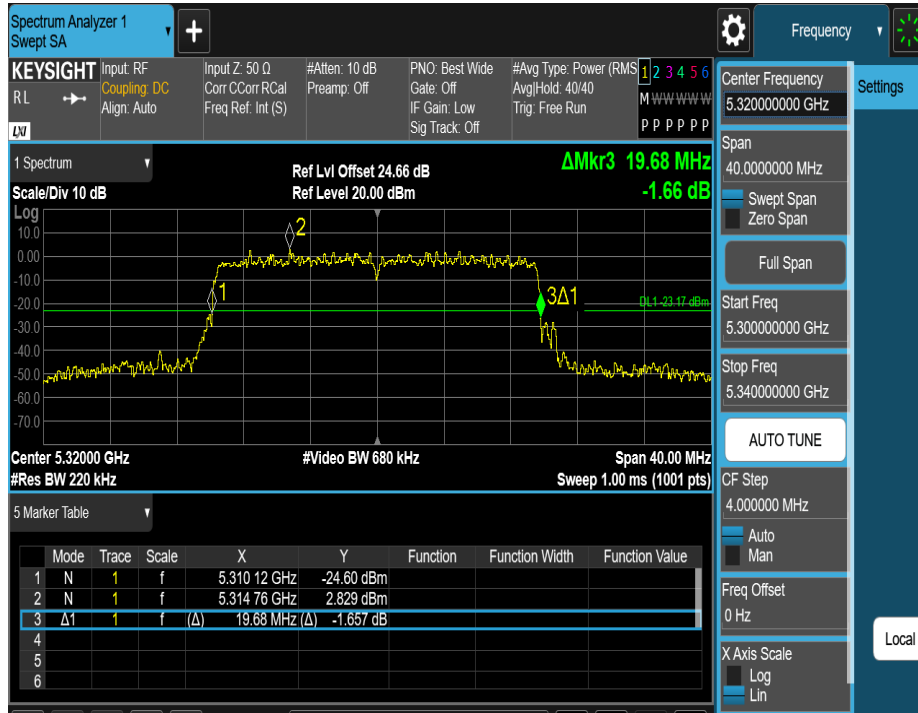 Spectrum Analyzer 1
Swept SA
+
Frequency
KEYSIGHT
RL
LXI
Input: RF
Coupling: DC
Align: Auto
Input Z: 50 Ω
Corr CCorr RCal
Freq Ref: Int (S)
#Atten: 10 dB
Preamp: Off
PNO: Best Wide
Gate: Off
IF Gain: Low
Sig Track: Off
#Avg Type: Power (RMS
Avg|Hold: 40/40
Trig: Free Run
1 2 3 4 5 6
M W W W W W
P P P P P P
1 Spectrum
Scale/Div 10 dB
Ref Lvl Offset 24.66 dB
Ref Level 20.00 dBm
ΔMkr3 19.68 MHz
-1.66 dB
Log
10.0
0.00
-10.0
-20.0
-30.0
-40.0
-50.0
-60.0
-70.0
2
1
3Δ1
DL1 -23.17 dBm
Center 5.32000 GHz
#Res BW 220 kHz
#Video BW 680 kHz
Span 40.00 MHz
Sweep 1.00 ms (1001 pts)
5 Marker Table
Mode Trace Scale X Y Function Function Width Function Value
1 N 1 f 5.310 12 GHz -24.60 dBm
2 N 1 f 5.314 76 GHz 2.829 dBm
3 Δ1 1 f (Δ) 19.68 MHz (Δ) -1.657 dB
4
5
6
Center Frequency
5.320000000 GHz
Span
40.0000000 MHz
Swept Span
Zero Span
Full Span
Start Freq
5.300000000 GHz
Stop Freq
5.340000000 GHz
AUTO TUNE
CF Step
4.000000 MHz
Auto
Man
Freq Offset
0 Hz
X Axis Scale
Log
Lin
Settings
Local